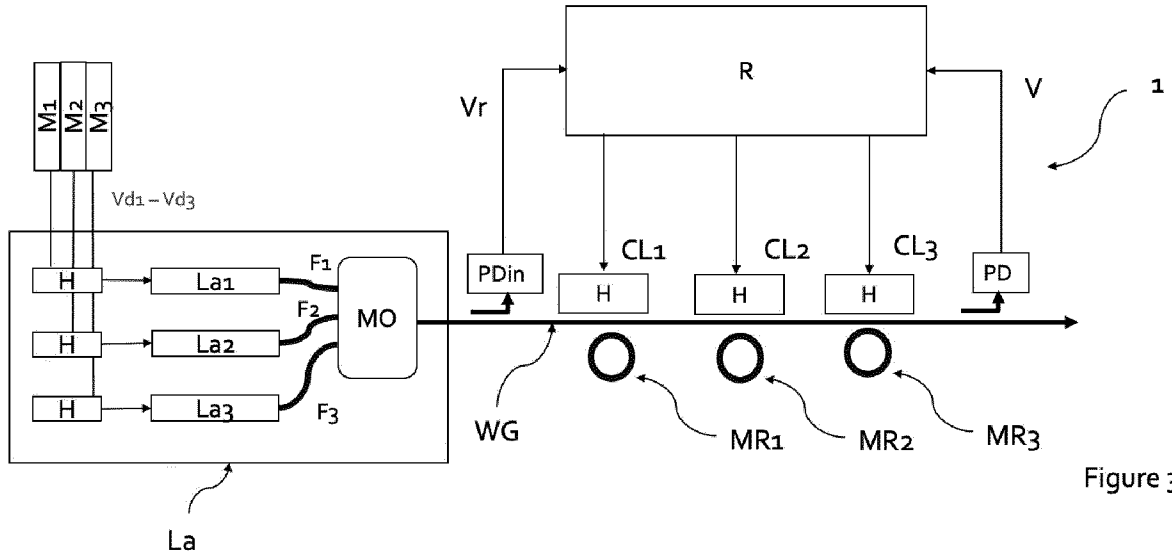 R
1
Vr
V
M1
M2
M3
Vd1 – Vd3
PDin
CL1
CL2
CL3
PD
H
H
H
H
La1
F1
MO
H
La2
F2
H
La3
F3
WG
MR1
MR2
MR3
La
Figure 3